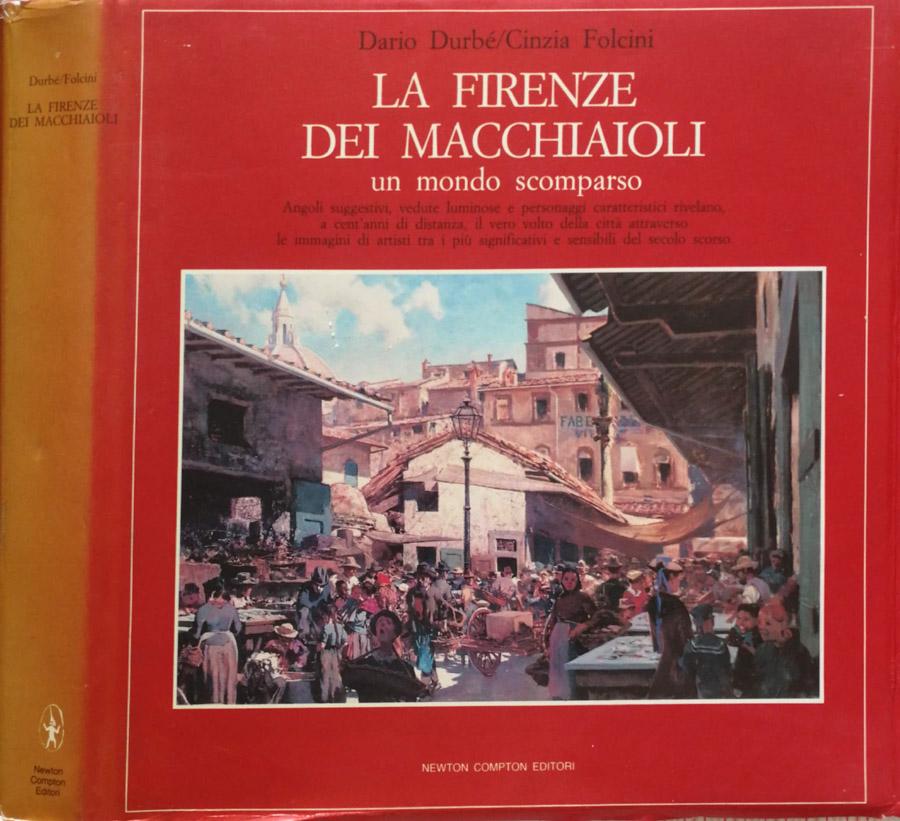 Durbé/Folcini
LA FIRENZE
DEI MACCHIAIOLI
Newton
Compton
Editori
Dario Durbé/Cinzia Folcini
LA FIRENZE
DEI MACCHIAIOLI
un mondo scomparso
Angoli suggestivi, vedute luminose e personaggi caratteristici rivelano,
a cent'anni di distanza, il vero volto della città attraverso
le immagini di artisti tra i più significativi e sensibili del secolo scorso
NEWTON COMPTON EDITORI